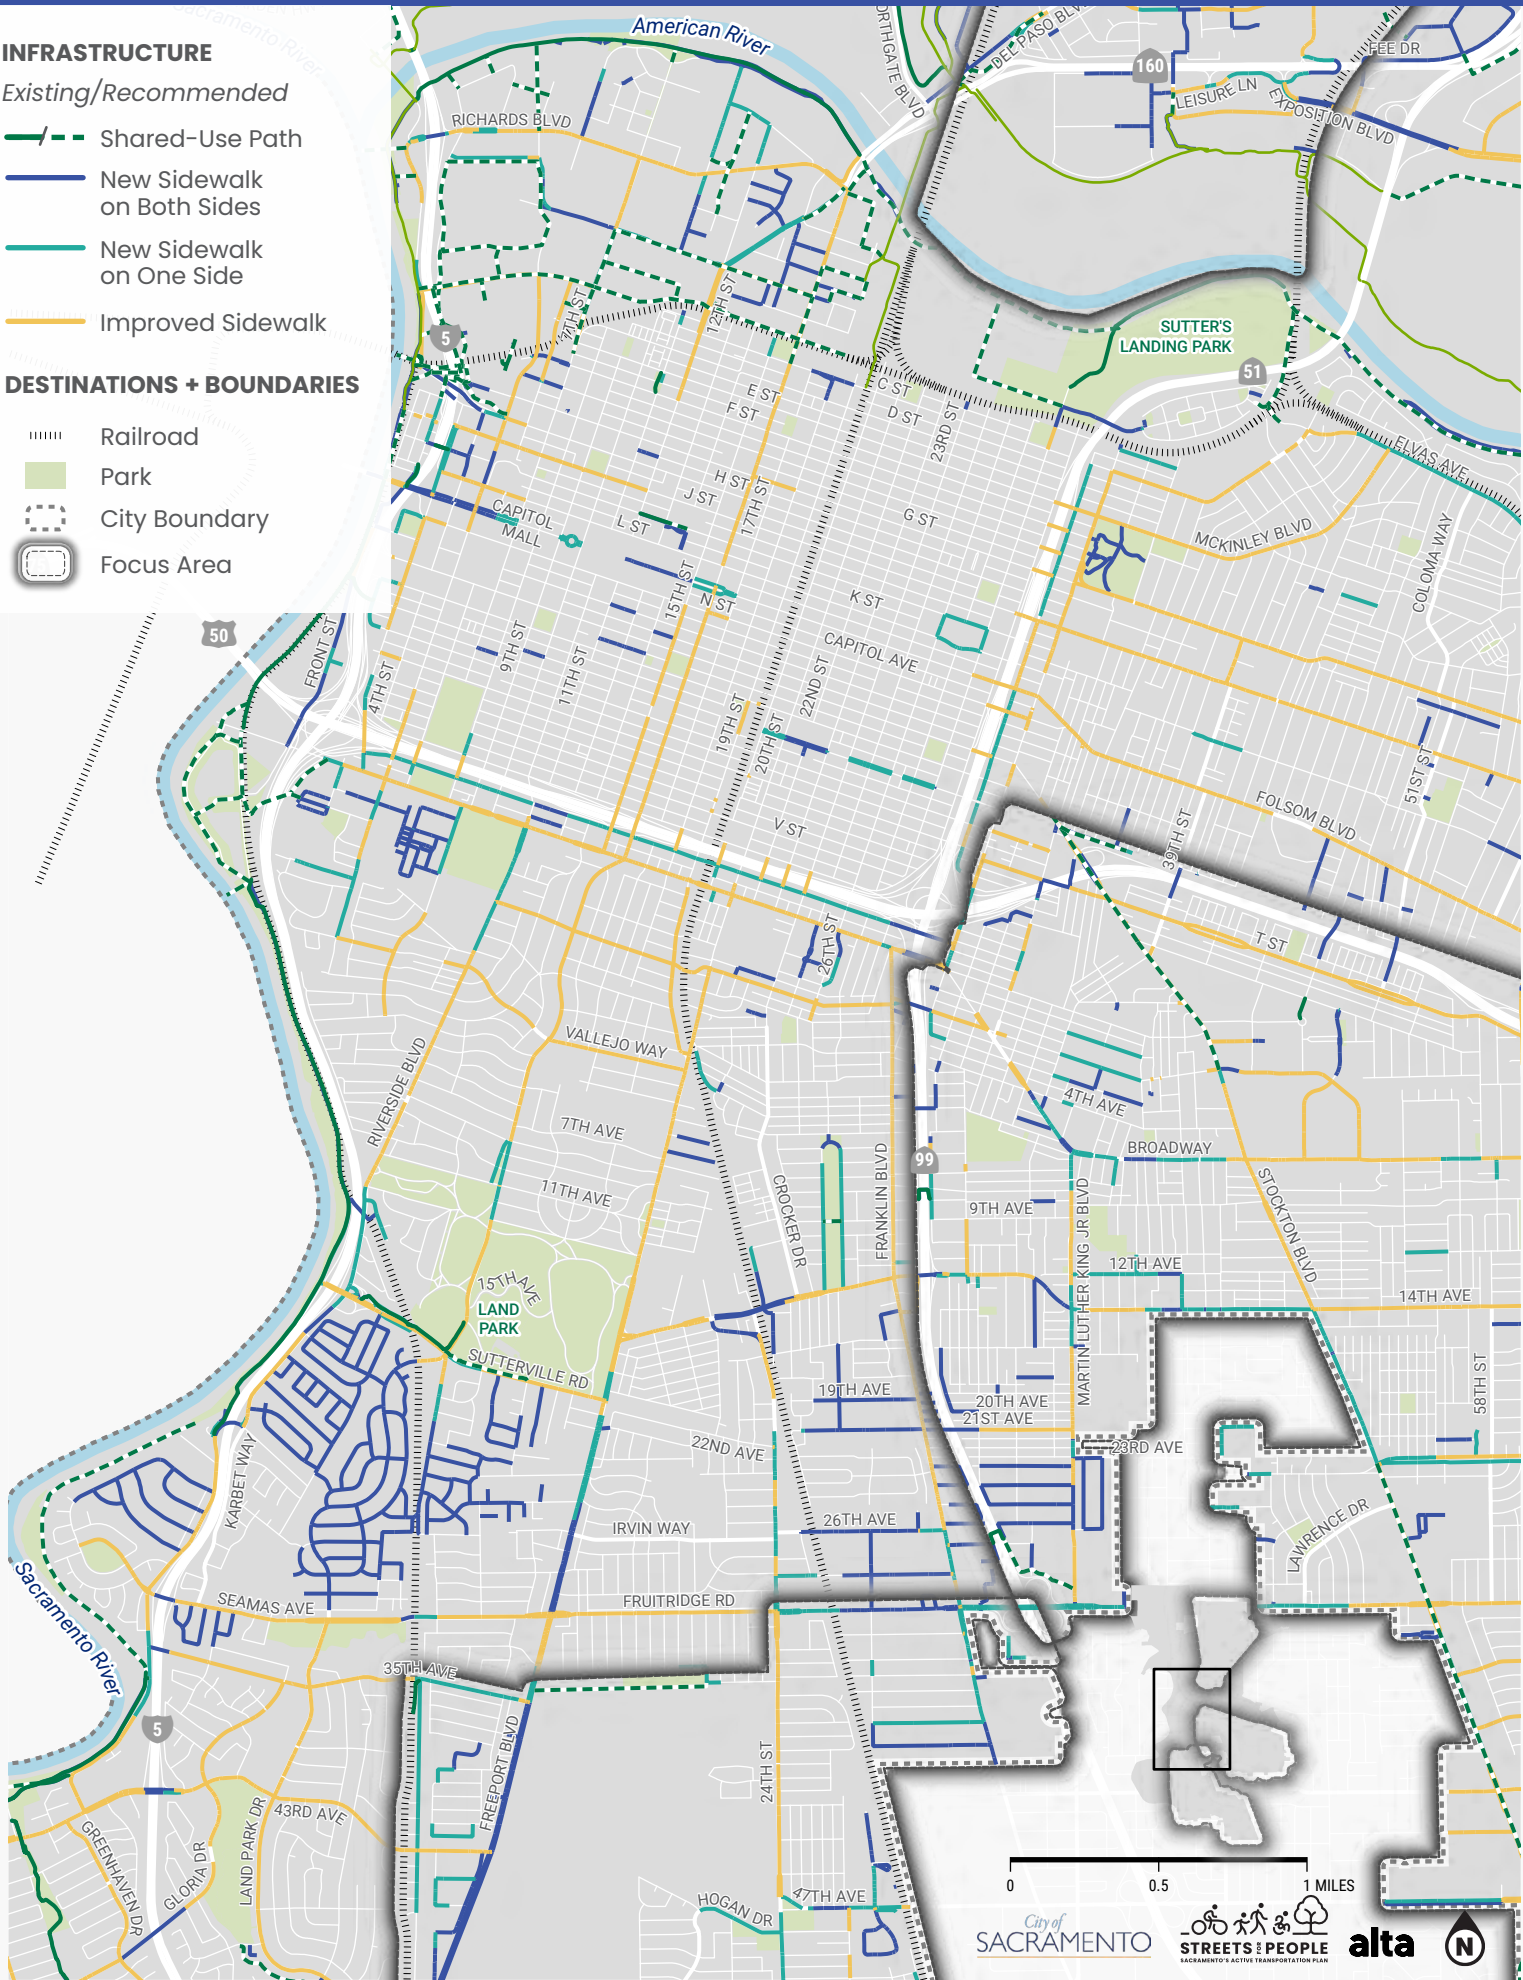 INFRASTRUCTURE
Existing/Recommended
Shared-Use Path
New Sidewalk
on Both Sides
New Sidewalk
on One Side
Improved Sidewalk
DESTINATIONS + BOUNDARIES
Railroad
Park
City Boundary
Focus Area
American River
DEL PASO BLVD
160
LEISURE LN
EXPOSITION BLVD
RICHARDS BLVD
SUTTER'S
LANDING PARK
51
5
7TH ST
12TH ST
E ST
F ST
C ST
D ST
23RD ST
ELVAS AVE
H ST
J ST
17TH ST
L ST
CAPITOL
MALL
G ST
MCKINLEY BLVD
COLOMA WAY
15TH ST
N ST
K ST
50
FRONT ST
4TH ST
9TH ST
11TH ST
CAPITOL AVE
22ND ST
19TH ST
20TH ST
51ST ST
V ST
39TH ST
FOLSOM BLVD
26TH ST
T ST
VALLEJO WAY
RIVERSIDE BLVD
7TH AVE
4TH AVE
BROADWAY
99
11TH AVE
CROCKER DR
FRANKLIN BLVD
9TH AVE
MARTIN LUTHER KING JR BLVD
12TH AVE
STOCKTON BLVD
14TH AVE
15TH AVE
LAND
PARK
SUTTERVILLE RD
19TH AVE
20TH AVE
21ST AVE
58TH ST
22ND AVE
23RD AVE
KARBET WAY
IRVIN WAY
26TH AVE
LAWRENCE DR
Sacramento River
SEAMAS AVE
FRUITRIDGE RD
35TH AVE
5
FREEPORT BLVD
24TH ST
43RD AVE
GREENHAVEN DR
GLORIA DR
LAND PARK DR
HOGAN DR
47TH AVE
0
0.5
1 MILES
City of
SACRAMENTO
STREETS FOR PEOPLE
SACRAMENTO'S ACTIVE TRANSPORTATION PLAN
alta
N